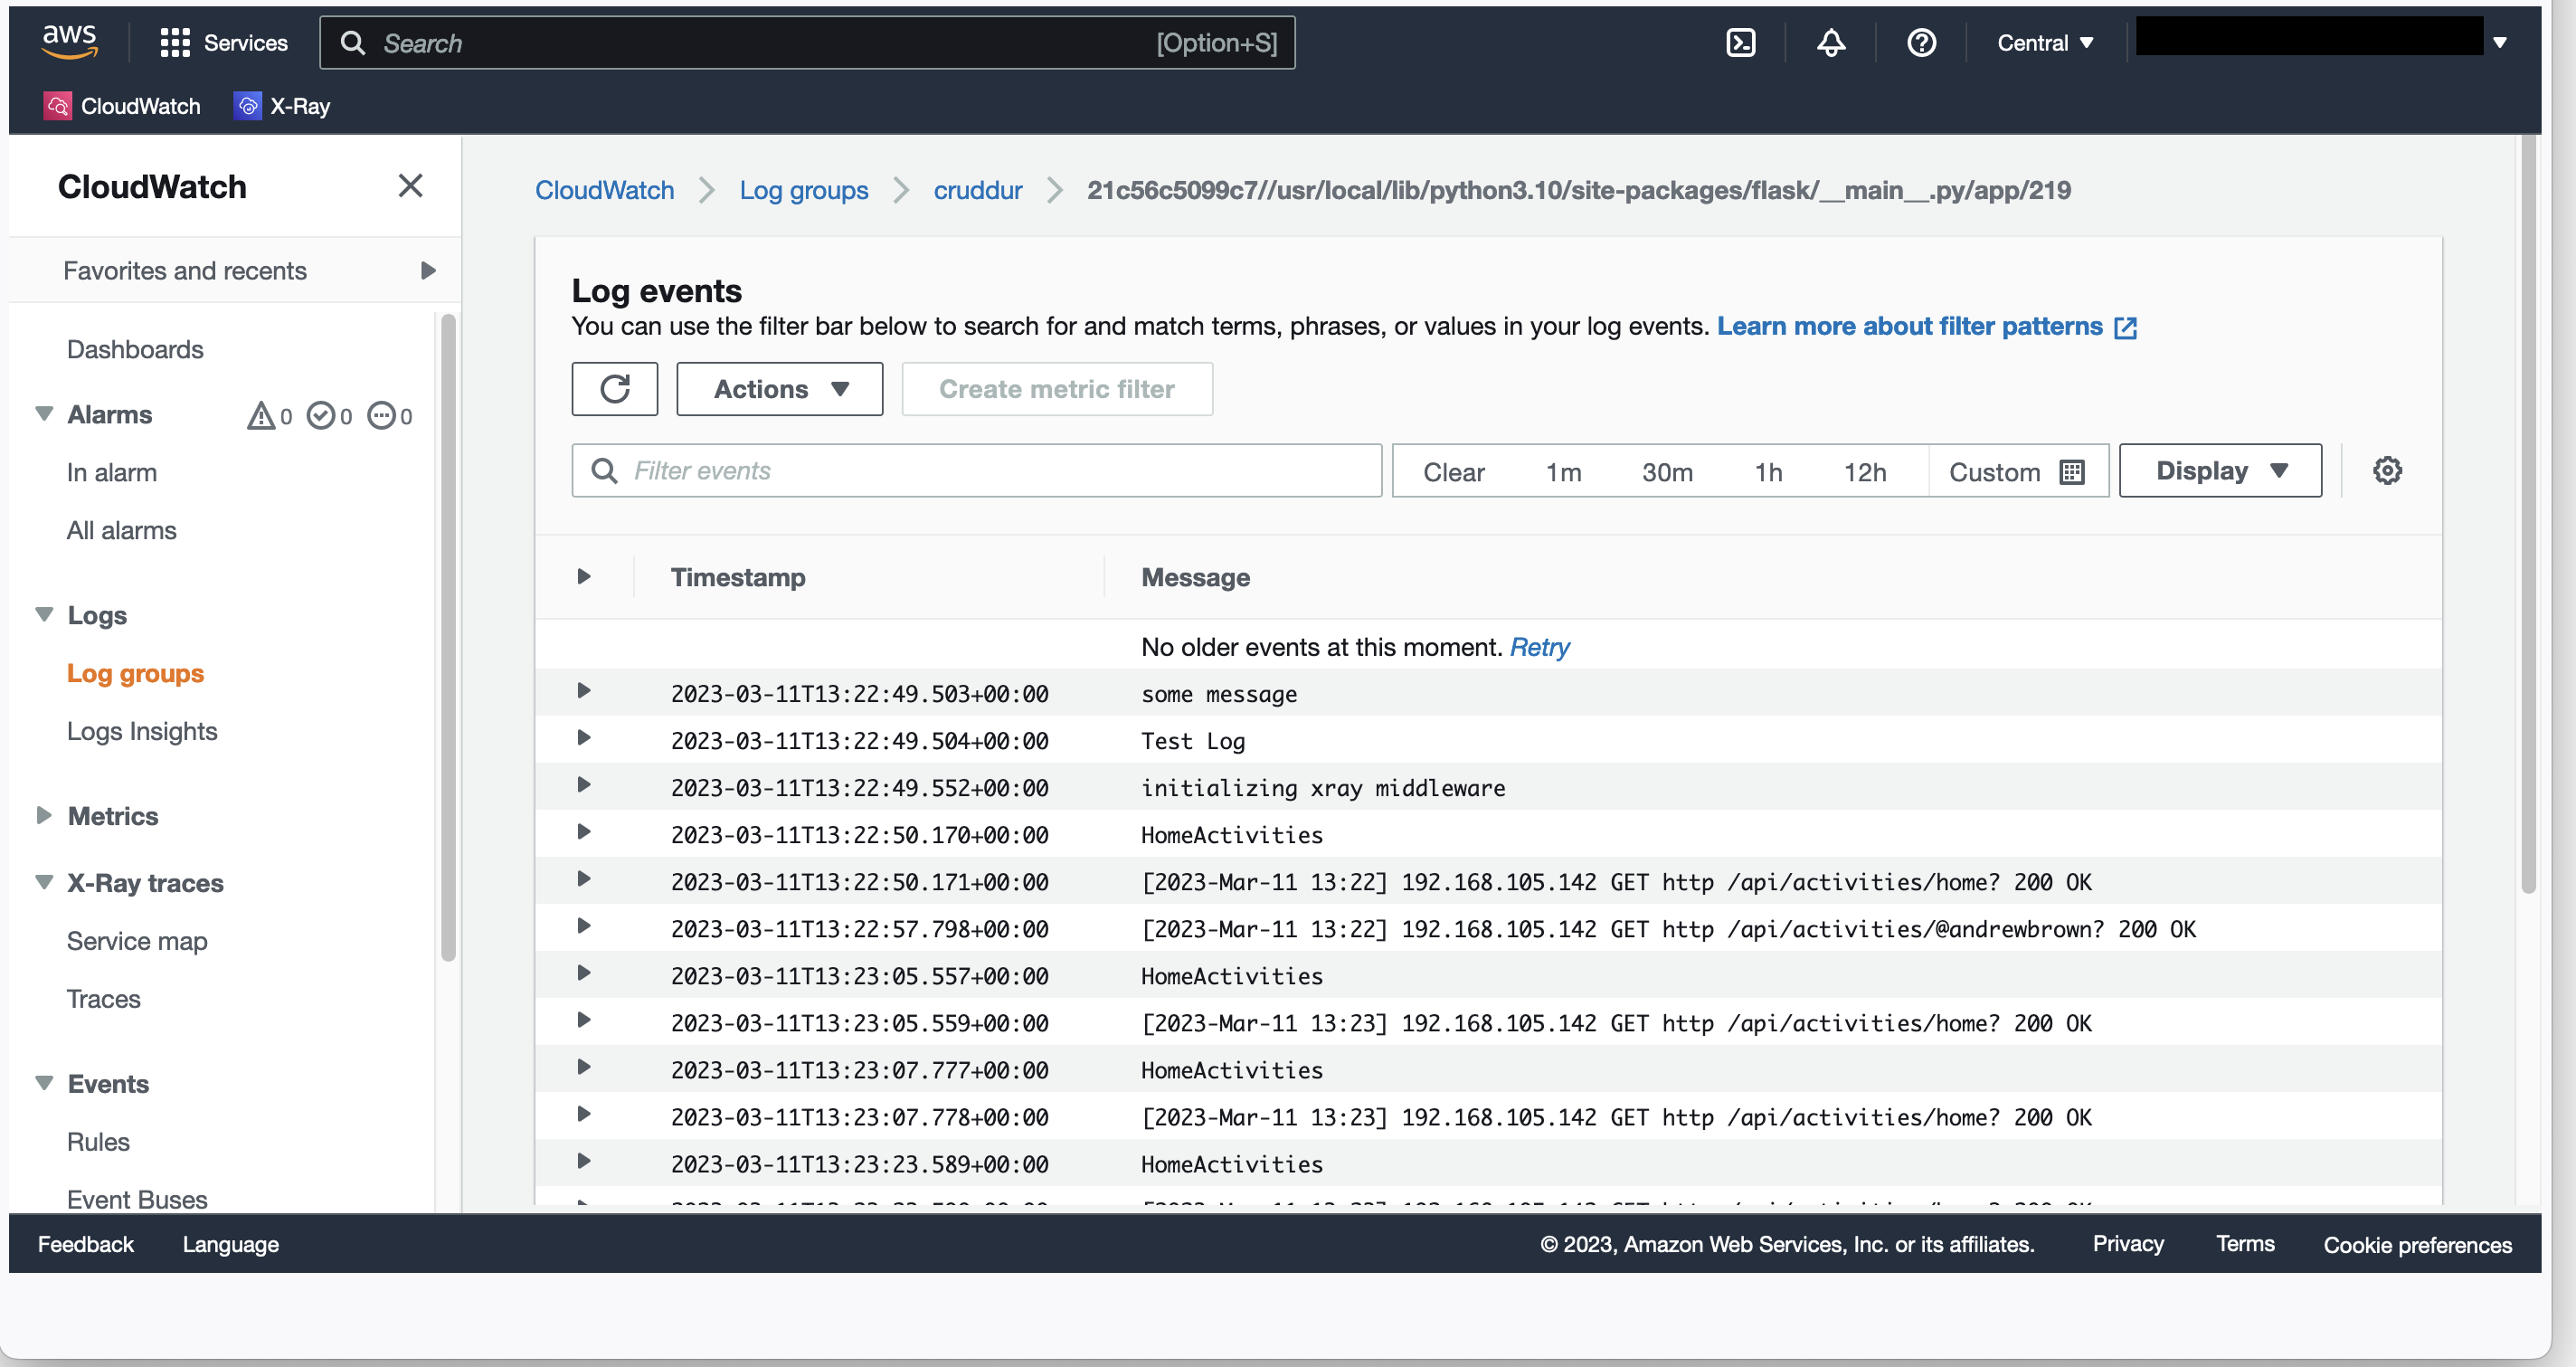 aws Services Search [Option+S] Central
CloudWatch X-Ray
CloudWatch
Favorites and recents
Dashboards
Alarms 0 0 0
In alarm
All alarms
Logs
Log groups
Logs Insights
Metrics
X-Ray traces
Service map
Traces
Events
Rules
Event Buses
CloudWatch Log groups cruddur 21c56c5099c7//usr/local/lib/python3.10/site-packages/flask/__main__.py/app/219
Log events
You can use the filter bar below to search for and match terms, phrases, or values in your log events. Learn more about filter patterns
Actions Create metric filter
Filter events Clear 1m 30m 1h 12h Custom Display
Timestamp Message
No older events at this moment. Retry
2023-03-11T13:22:49.503+00:00 some message
2023-03-11T13:22:49.504+00:00 Test Log
2023-03-11T13:22:49.552+00:00 initializing xray middleware
2023-03-11T13:22:50.170+00:00 HomeActivities
2023-03-11T13:22:50.171+00:00 [2023-Mar-11 13:22] 192.168.105.142 GET http /api/activities/home? 200 OK
2023-03-11T13:22:57.798+00:00 [2023-Mar-11 13:22] 192.168.105.142 GET http /api/activities/@andrewbrown? 200 OK
2023-03-11T13:23:05.557+00:00 HomeActivities
2023-03-11T13:23:05.559+00:00 [2023-Mar-11 13:23] 192.168.105.142 GET http /api/activities/home? 200 OK
2023-03-11T13:23:07.777+00:00 HomeActivities
2023-03-11T13:23:07.778+00:00 [2023-Mar-11 13:23] 192.168.105.142 GET http /api/activities/home? 200 OK
2023-03-11T13:23:23.589+00:00 HomeActivities
Feedback Language © 2023, Amazon Web Services, Inc. or its affiliates. Privacy Terms Cookie preferences